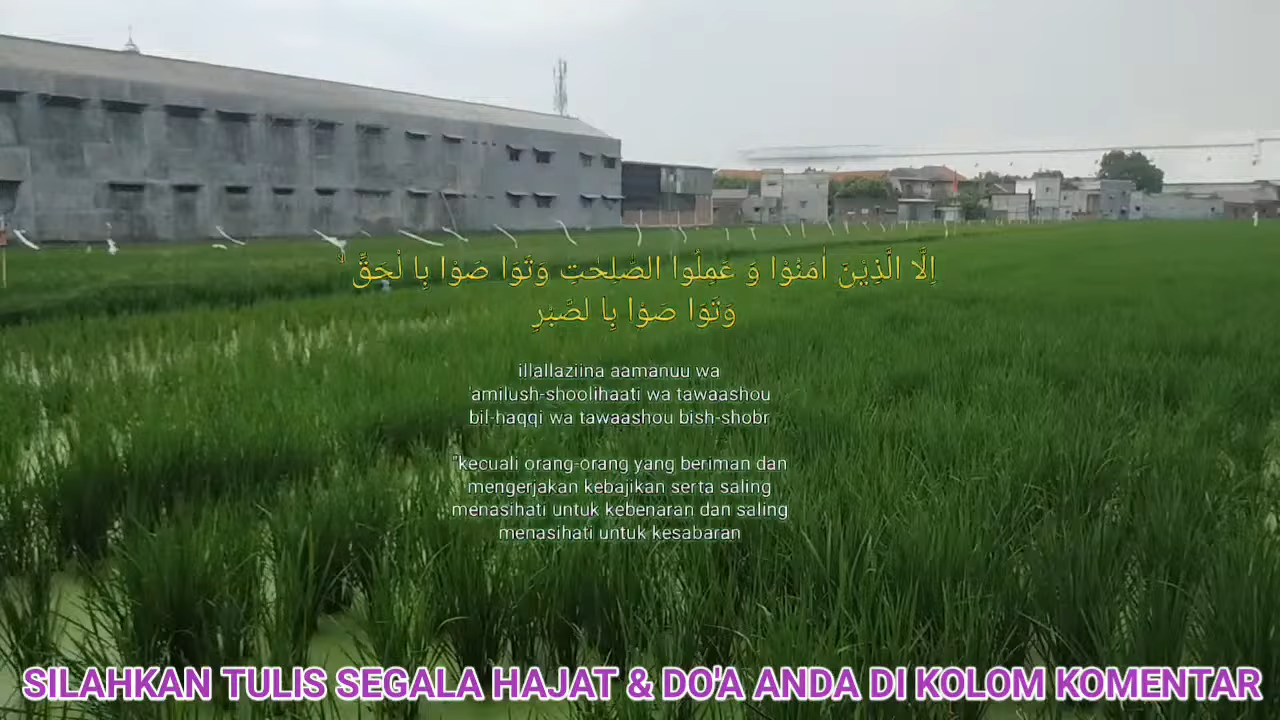 اِلَّا الَّذِيْنَ اٰمَنُوْا وَ عَمِلُوا الصّٰلِحٰتِ وَتَوَا صَوْا بِا لْحَقِّ ۙ
وَتَوَا صَوْا بِا لصَّبْرِ
illallaziina aamanuu wa
'amilush-shoolihaati wa tawaashou
bil-haqqi wa tawaashou bish-shobr
"kecuali orang-orang yang beriman dan
mengerjakan kebajikan serta saling
menasihati untuk kebenaran dan saling
menasihati untuk kesabaran
SILAHKAN TULIS SEGALA HAJAT & DO'A ANDA DI KOLOM KOMENTAR